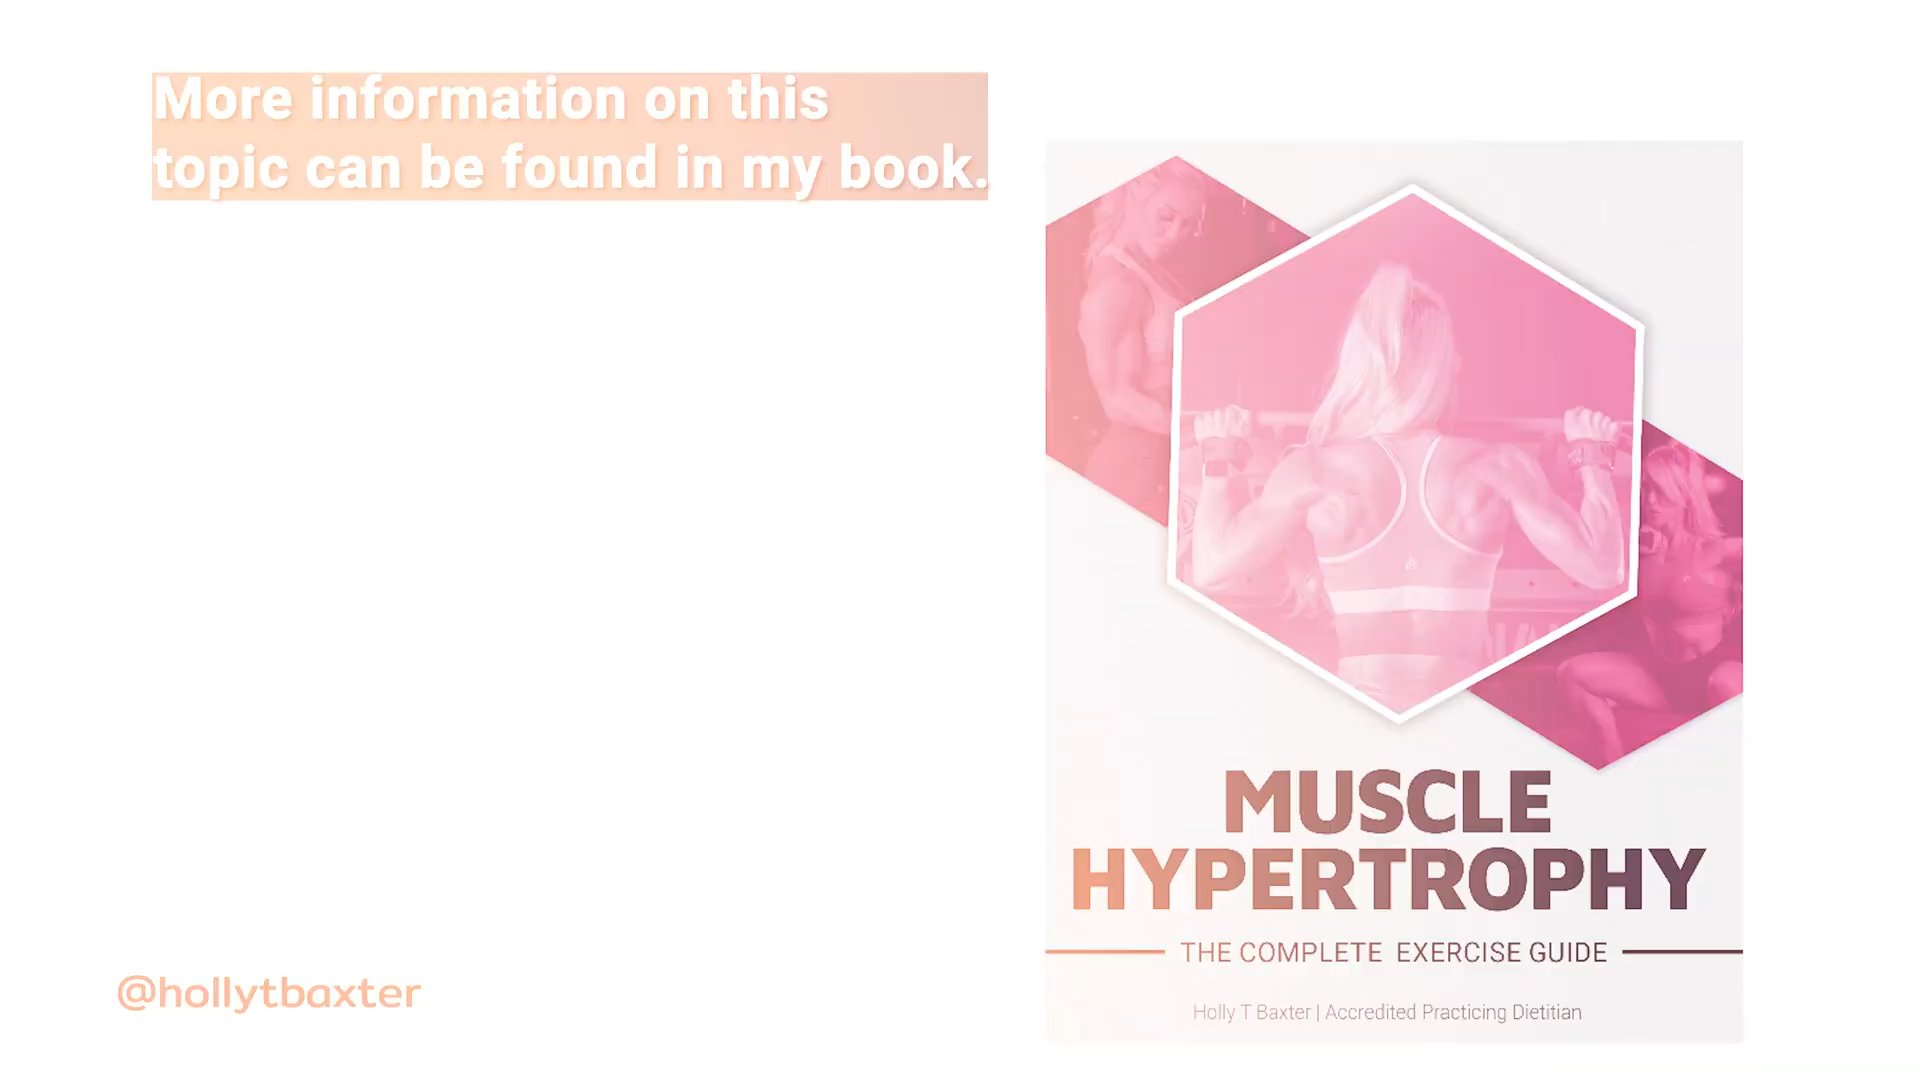 More information on this
topic can be found in my book.
MUSCLE
HYPERTROPHY
THE COMPLETE EXERCISE GUIDE
Holly T Baxter | Accredited Practicing Dietitian
@hollytbaxter